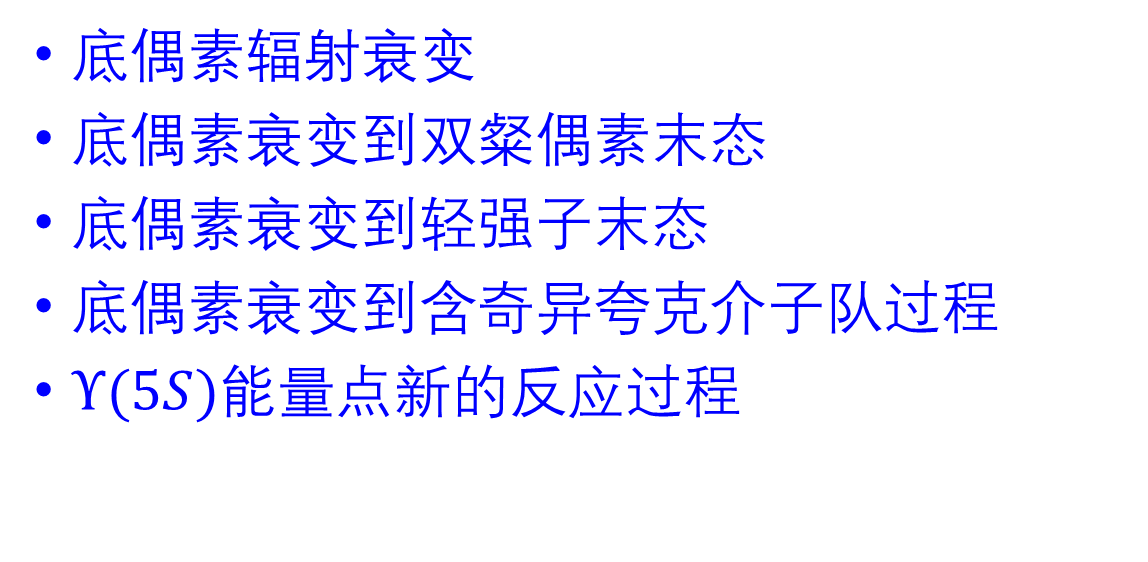 • 底偶素辐射衰变
• 底偶素衰变到双粲偶素末态
• 底偶素衰变到轻强子末态
• 底偶素衰变到含奇异夸克介子队过程
• ϒ(5S)能量点新的反应过程